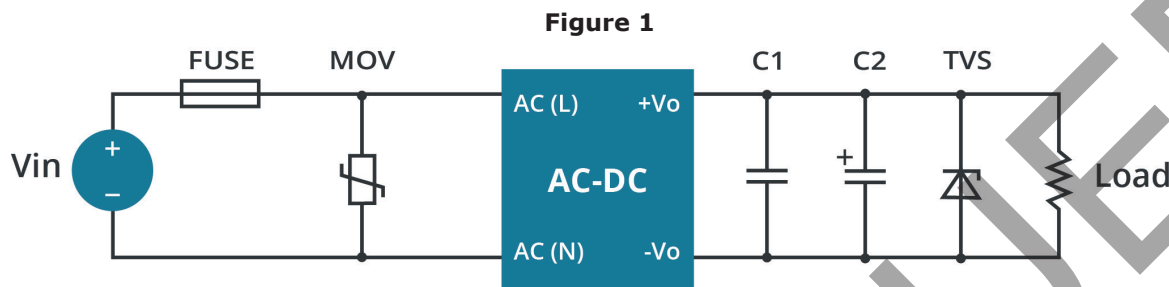 Figure 1
FUSE MOV C1 C2 TVS
AC (L) +Vo
Vin + − AC-DC + Load
AC (N) -Vo